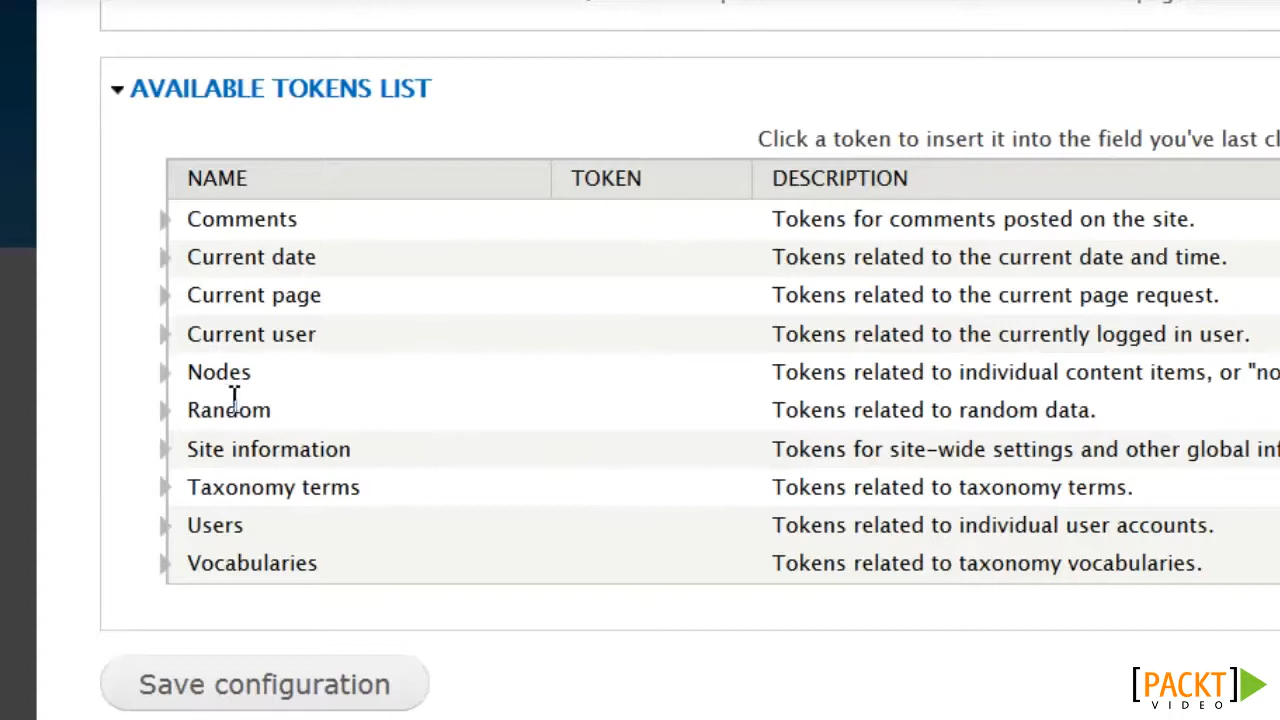 AVAILABLE TOKENS LIST
Click a token to insert it into the field you've last cl
NAME TOKEN DESCRIPTION
Comments Tokens for comments posted on the site.
Current date Tokens related to the current date and time.
Current page Tokens related to the current page request.
Current user Tokens related to the currently logged in user.
Nodes Tokens related to individual content items, or "no
Random Tokens related to random data.
Site information Tokens for site-wide settings and other global inf
Taxonomy terms Tokens related to taxonomy terms.
Users Tokens related to individual user accounts.
Vocabularies Tokens related to taxonomy vocabularies.
Save configuration
[PACKT]
VIDEO